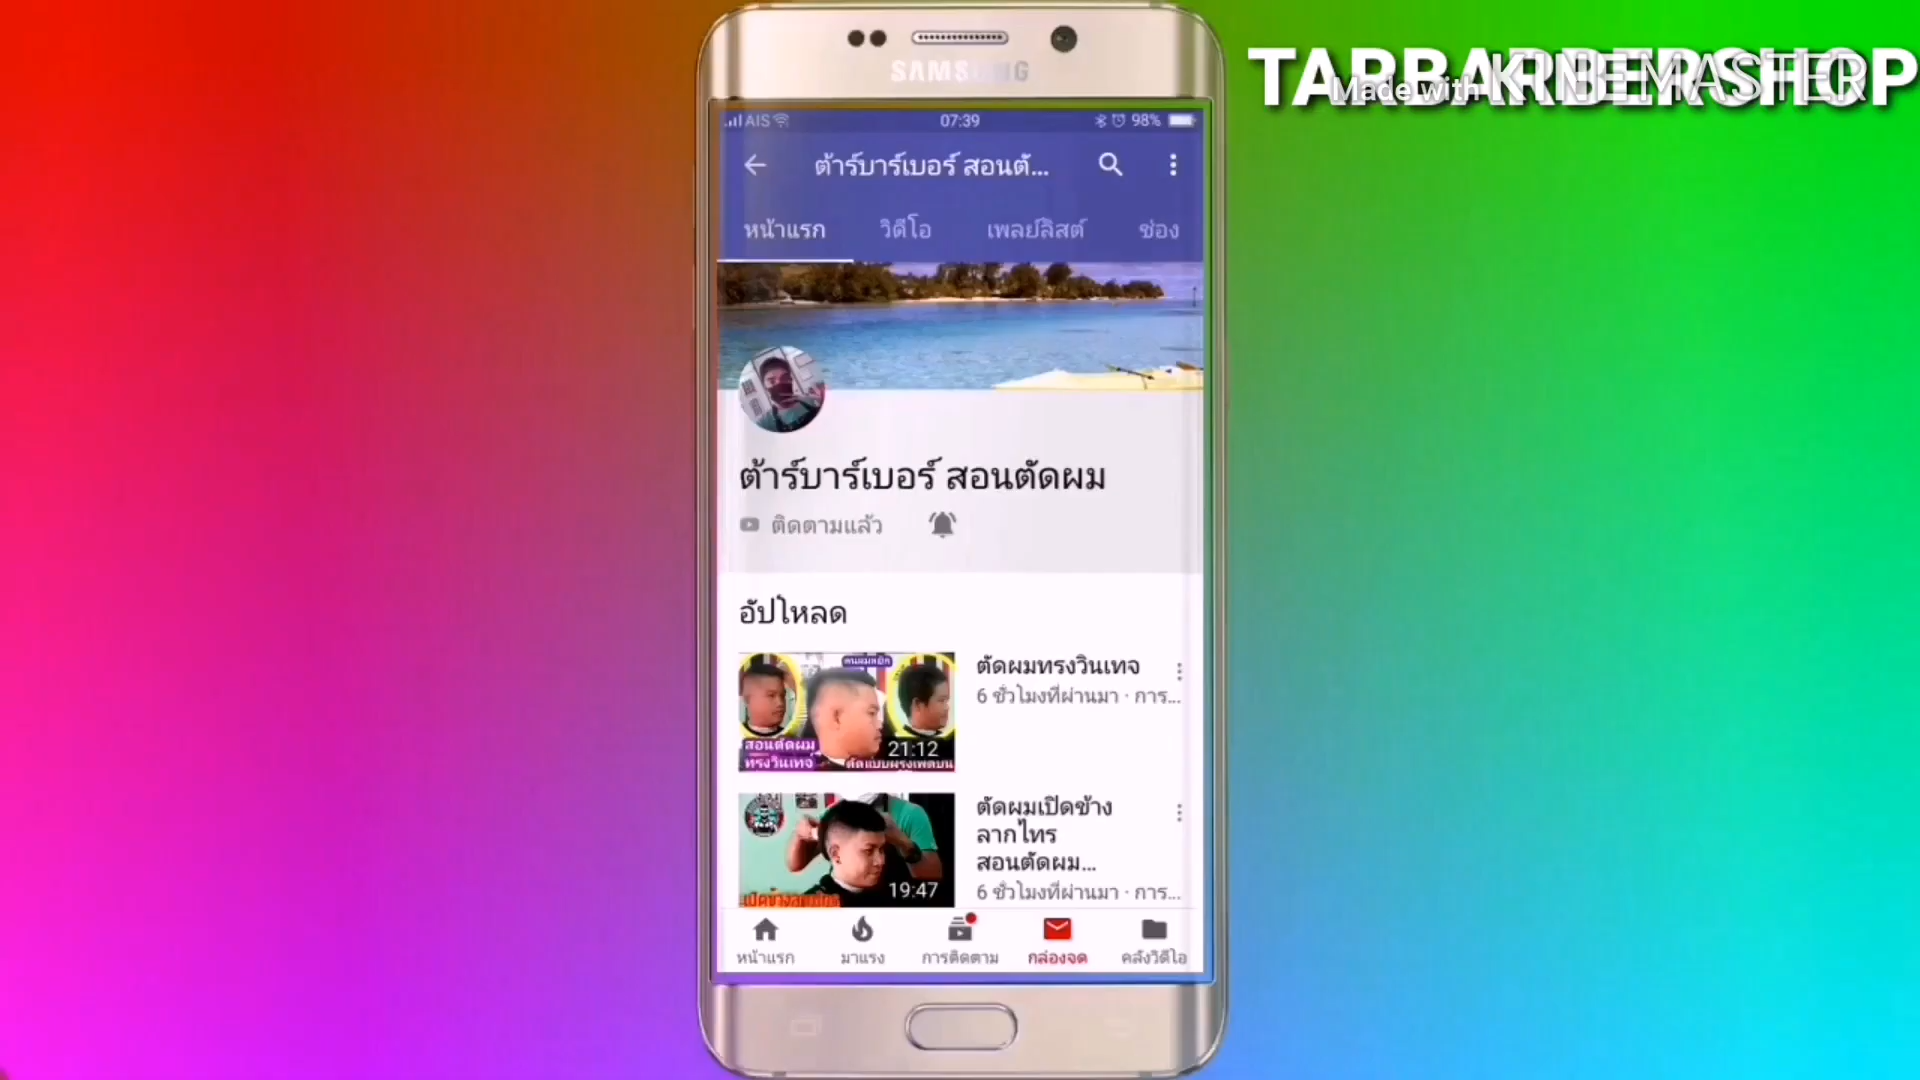 TARBARBERSHOP
Made with KINEMASTER
SAMSUNG
AIS
07:39
98%
ต้าร์บาร์เบอร์ สอนตั...
หน้าแรก
วิดีโอ
เพลย์ลิสต์
ช่อง
ต้าร์บาร์เบอร์ สอนตัดผม
ติดตามแล้ว
อัปโหลด
คนผมหยิก
สอนตัดผม
ทรงวินเทจ
21:12
ตัดผมทรงวินเทจ
6 ชั่วโมงที่ผ่านมา · การ...
19:47
ตัดผมเปิดข้าง
ลากไทร
สอนตัดผม...
6 ชั่วโมงที่ผ่านมา · การ...
หน้าแรก
มาแรง
การติดตาม
กล่องจด
คลังวิดีโอ